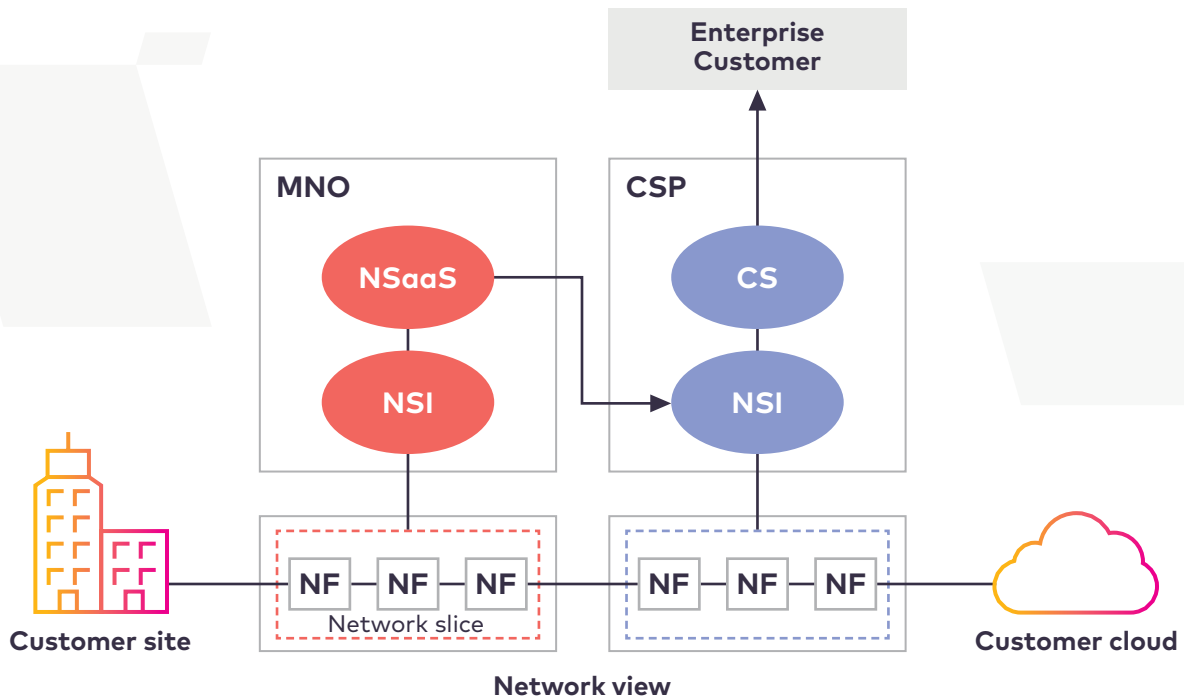 Enterprise
Customer
MNO
CSP
NSaaS
CS
NSI
NSI
NF
NF
NF
NF
NF
NF
Network slice
Customer site
Customer cloud
Network view